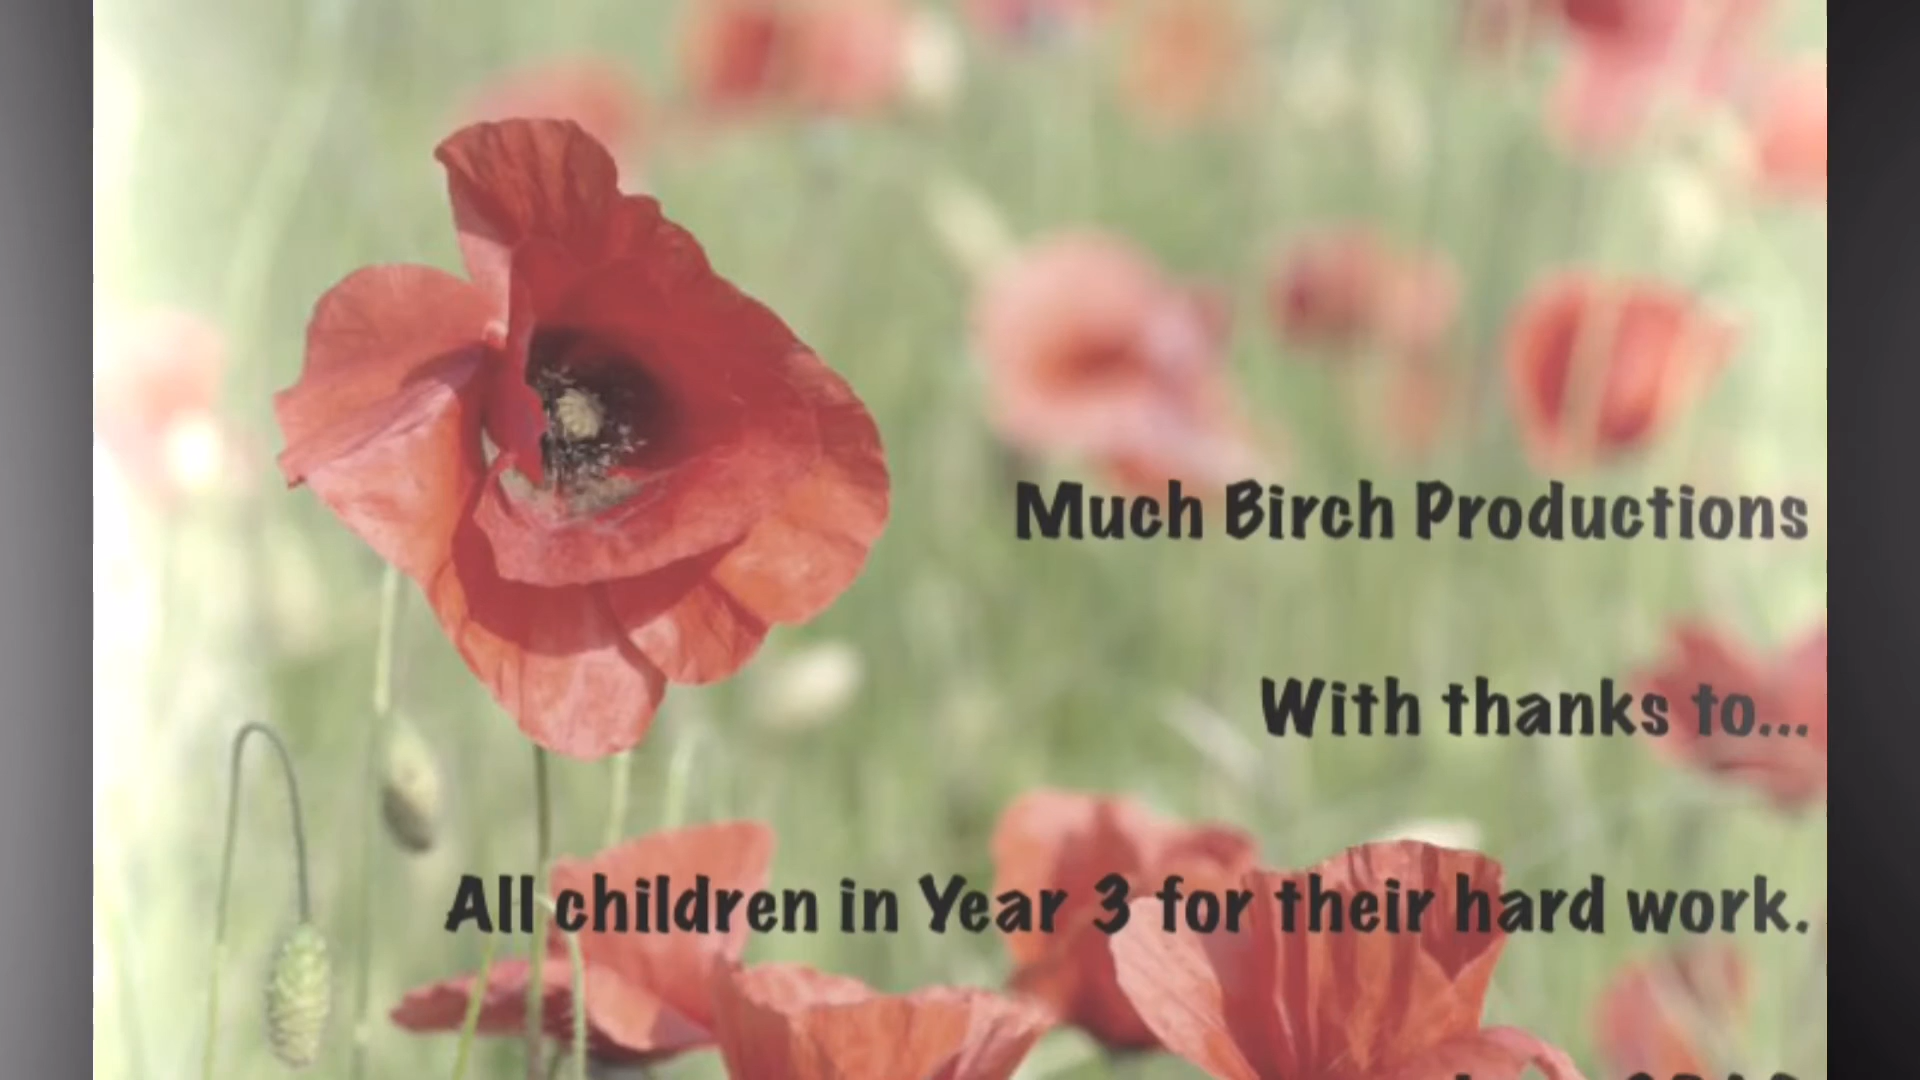 Much Birch Productions
With thanks to...
All children in Year 3 for their hard work.